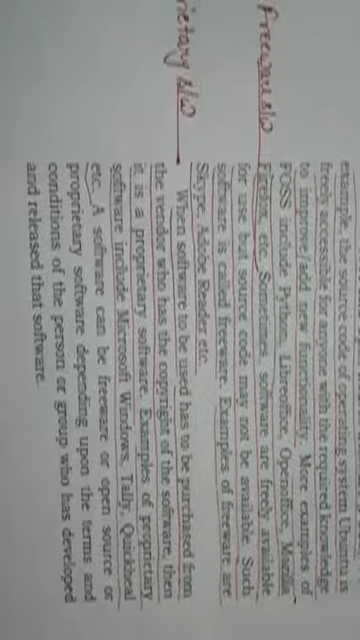 example, the source code of operating system Ubuntu is
freely accessible for anyone with the required knowledge
to improve/add new functionality. More examples of
FOSS include Python, Libreoffice, Openoffice, Mozilla
Firefox, etc. Sometimes, software are freely available
for use but source code may not be available. Such
software is called freeware. Examples of freeware are
Skype, Adobe Reader etc.
When software to be used has to be purchased from
the vendor who has the copyright of the software, then
it is a proprietary software. Examples of proprietary
software include Microsoft Windows, Tally, Quickheal
etc. A software can be freeware or open source or
proprietary software depending upon the terms and
conditions of the person or group who has developed
and released that software.
freeware s/w
rietary s/w